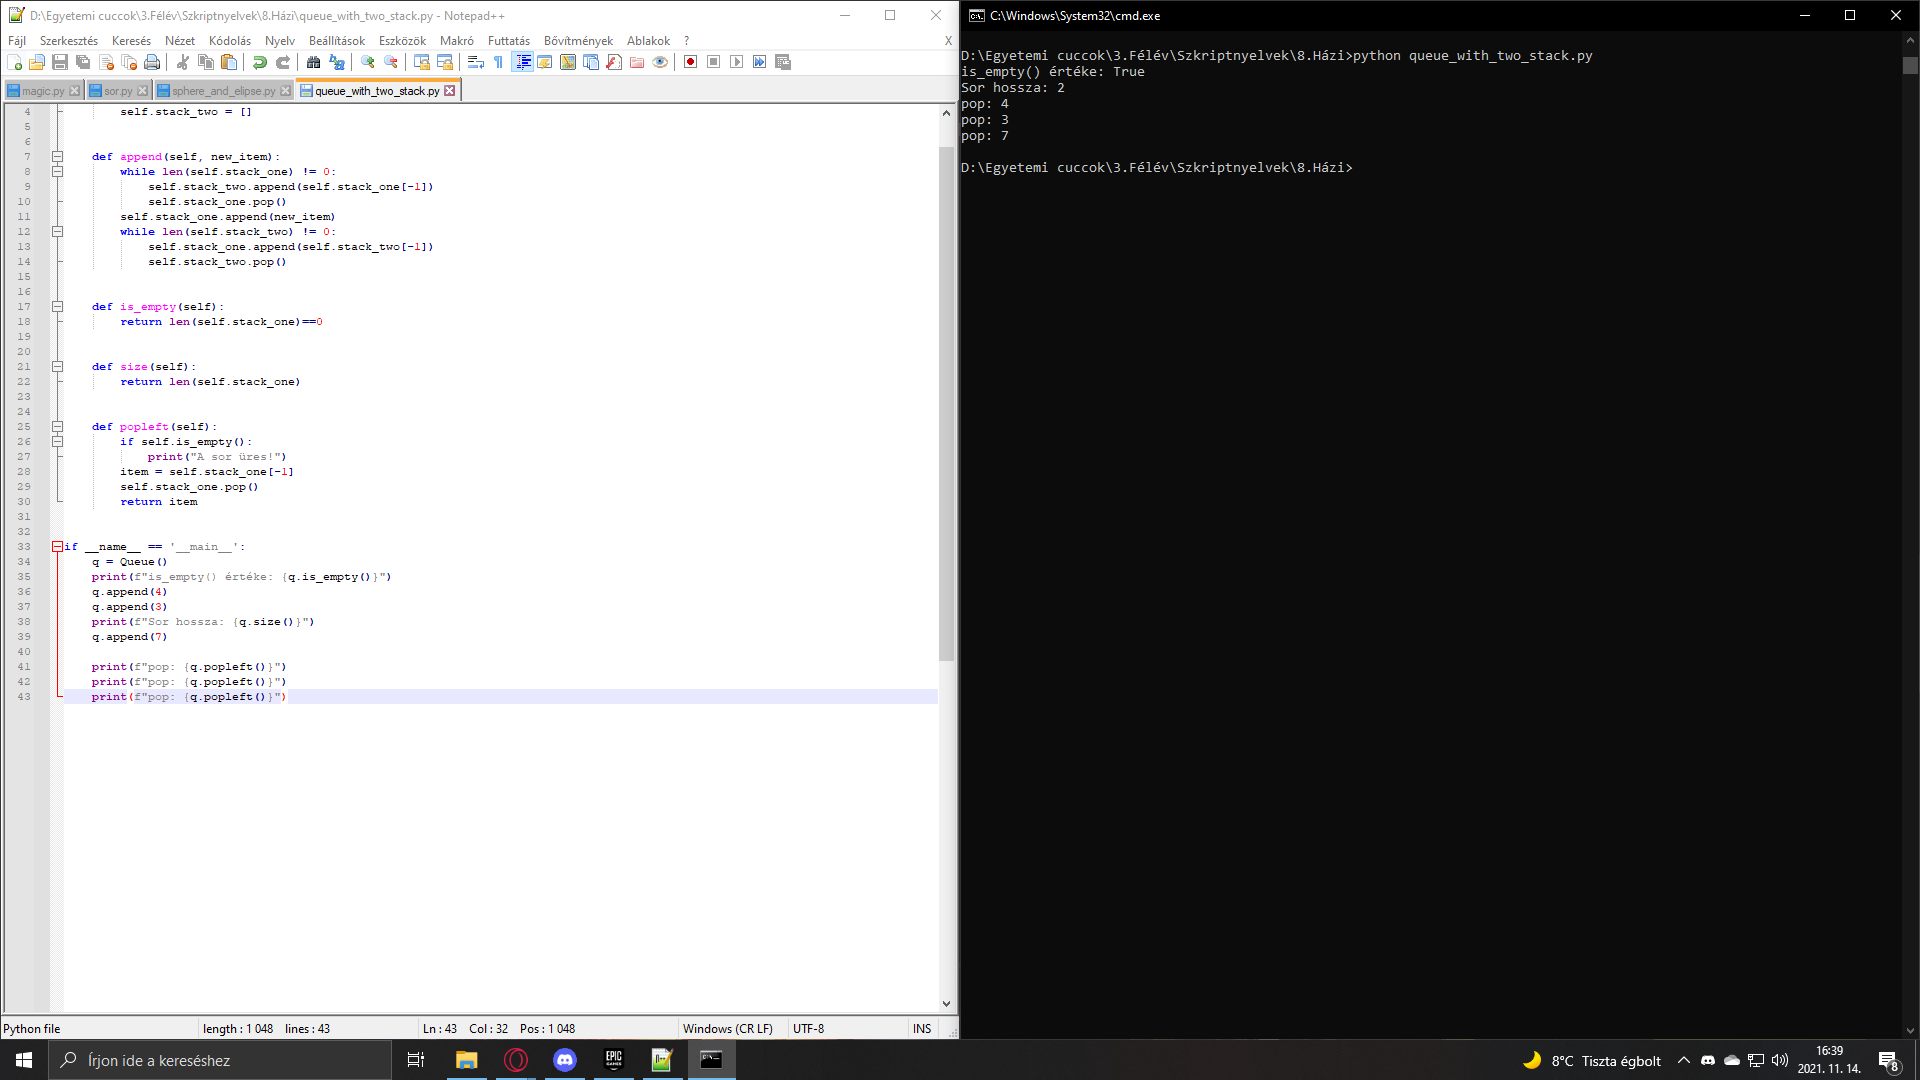 D:\Egyetemi cuccok\3.Félév\Szkriptnyelvek\8.Házi\queue_with_two_stack.py - Notepad++
Fájl Szerkesztés Keresés Nézet Kódolás Nyelv Beállítások Eszközök Makró Futtatás Bővítmények Ablakok ? X
magic.py sor.py sphere_and_elipse.py queue_with_two_stack.py
4 self.stack_two = []
5
6
7 def append(self, new_item):
8 while len(self.stack_one) != 0:
9 self.stack_two.append(self.stack_one[-1])
10 self.stack_one.pop()
11 self.stack_one.append(new_item)
12 while len(self.stack_two) != 0:
13 self.stack_one.append(self.stack_two[-1])
14 self.stack_two.pop()
15
16
17 def is_empty(self):
18 return len(self.stack_one)==0
19
20
21 def size(self):
22 return len(self.stack_one)
23
24
25 def popleft(self):
26 if self.is_empty():
27 print("A sor üres!")
28 item = self.stack_one[-1]
29 self.stack_one.pop()
30 return item
31
32
33 if __name__ == '__main__':
34 q = Queue()
35 print(f"is_empty() értéke: {q.is_empty()}")
36 q.append(4)
37 q.append(3)
38 print(f"Sor hossza: {q.size()}")
39 q.append(7)
40
41 print(f"pop: {q.popleft()}")
42 print(f"pop: {q.popleft()}")
43 print(f"pop: {q.popleft()}")
Python file length : 1 048 lines : 43 Ln : 43 Col : 32 Pos : 1 048 Windows (CR LF) UTF-8 INS
C:\Windows\System32\cmd.exe
D:\Egyetemi cuccok\3.Félév\Szkriptnyelvek\8.Házi>python queue_with_two_stack.py
is_empty() értéke: True
Sor hossza: 2
pop: 4
pop: 3
pop: 7
D:\Egyetemi cuccok\3.Félév\Szkriptnyelvek\8.Házi>
Írjon ide a kereséshez
EPIC
GAMES
8°C Tiszta égbolt
16:39
2021. 11. 14.
8